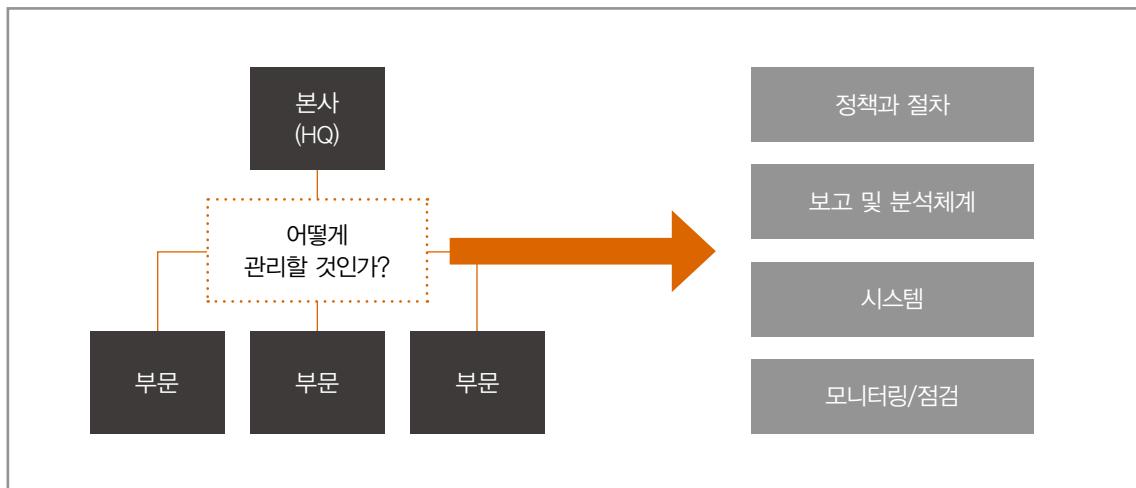 본사
(HQ)
어떻게
관리할 것인가?
부문
부문
부문
정책과 절차
보고 및 분석체계
시스템
모니터링/점검